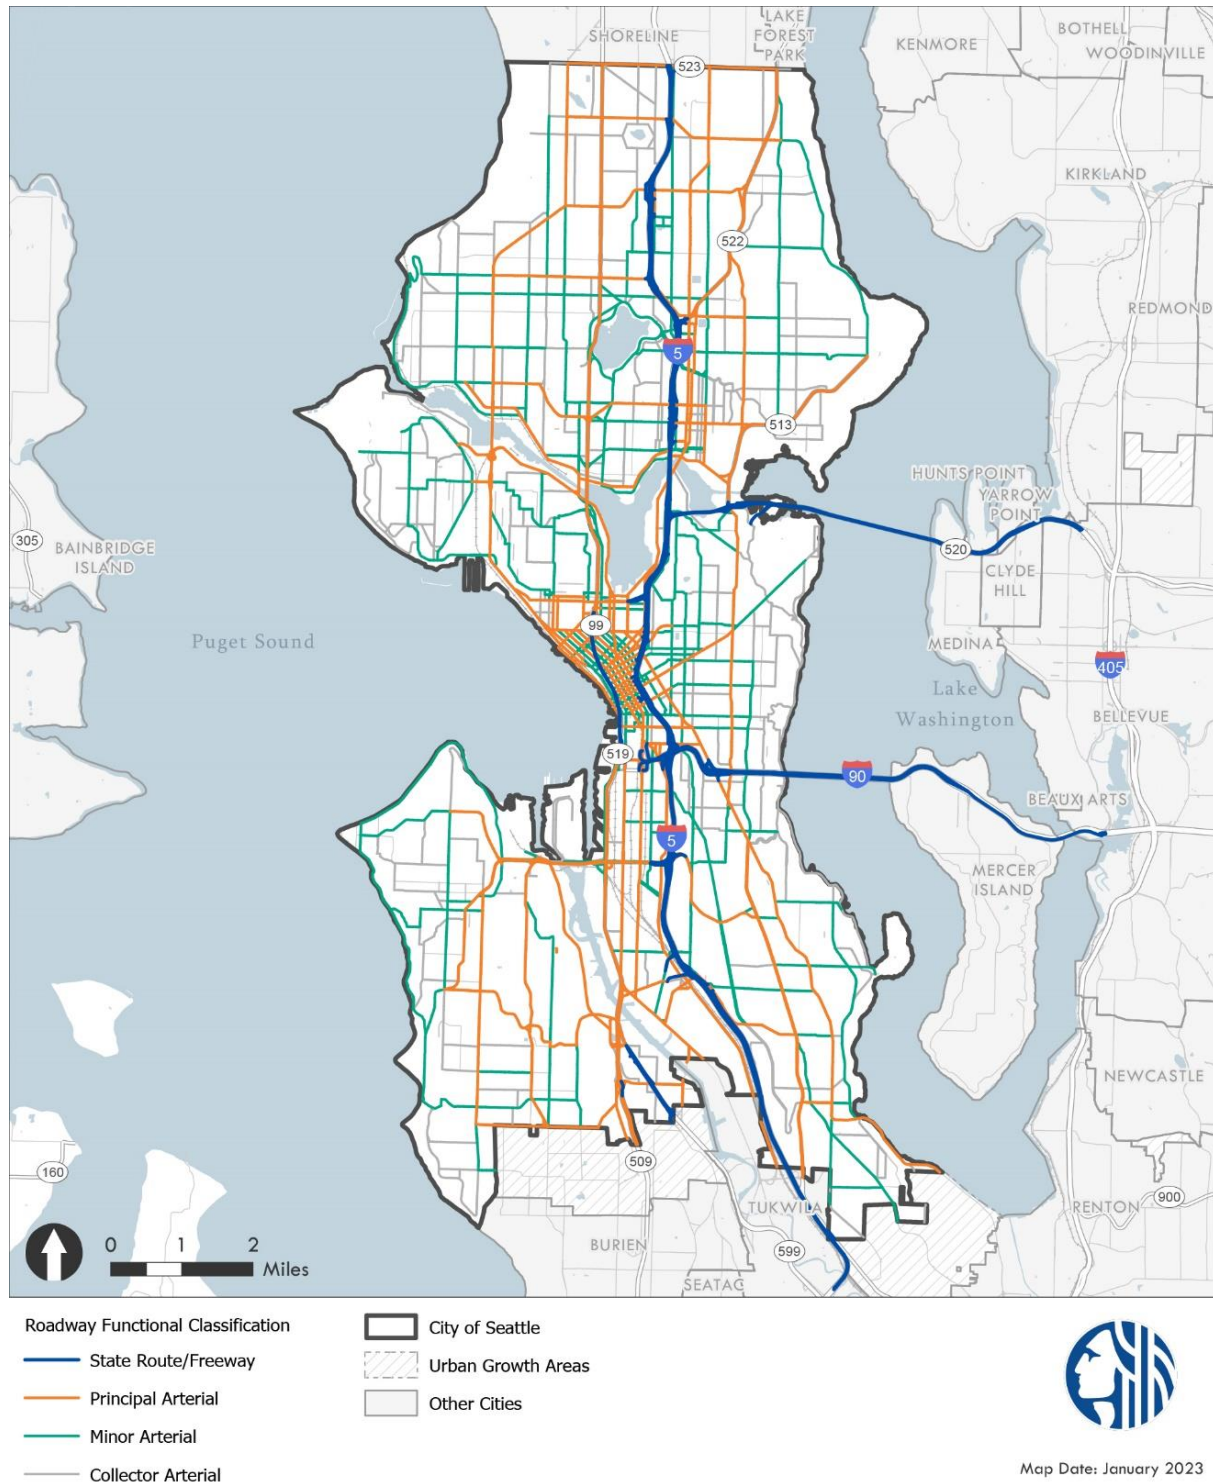 SHORELINE
LAKE
FOREST
PARK
KENMORE
BOTHELL
WOODINVILLE
523
KIRKLAND
522
REDMOND
5
513
HUNTS POINT
YARROW
POINT
305
BAINBRIDGE
ISLAND
520
CLYDE
HILL
99
Puget Sound
MEDINA
405
Lake
Washington
BELLEVUE
519
90
BEAUX ARTS
5
MERCER
ISLAND
NEWCASTLE
160
509
TUKWILA
RENTON
900
BURIEN
599
SEATAC
0 1 2
Miles
Roadway Functional Classification
State Route/Freeway
Principal Arterial
Minor Arterial
Collector Arterial
City of Seattle
Urban Growth Areas
Other Cities
Map Date: January 2023